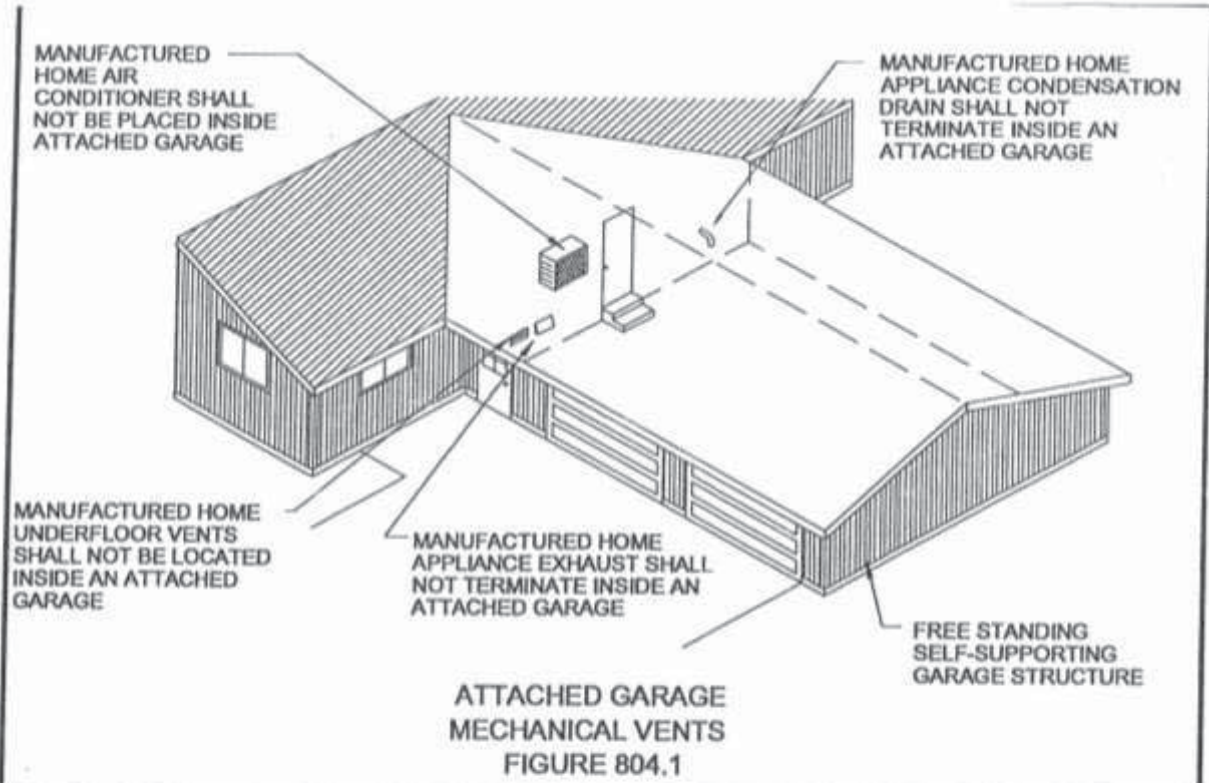 MANUFACTURED
HOME AIR
CONDITIONER SHALL
NOT BE PLACED INSIDE
ATTACHED GARAGE
MANUFACTURED HOME
APPLIANCE CONDENSATION
DRAIN SHALL NOT
TERMINATE INSIDE AN
ATTACHED GARAGE
MANUFACTURED HOME
UNDERFLOOR VENTS
SHALL NOT BE LOCATED
INSIDE AN ATTACHED
GARAGE
MANUFACTURED HOME
APPLIANCE EXHAUST SHALL
NOT TERMINATE INSIDE AN
ATTACHED GARAGE
FREE STANDING
SELF-SUPPORTING
GARAGE STRUCTURE
ATTACHED GARAGE
MECHANICAL VENTS
FIGURE 804.1